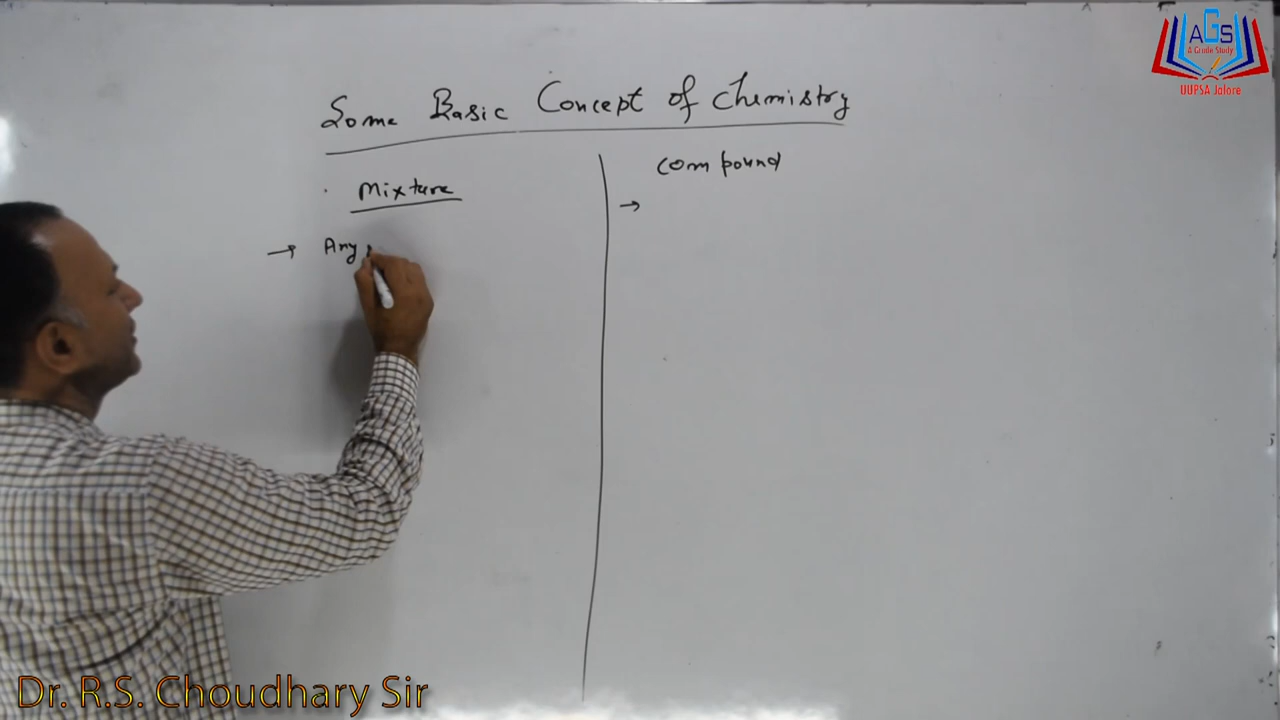 Some Basic Concept of Chemistry
Mixture
→ Any
Compound
→
AGS
A Grade Study
UUPSA Jalore
Dr. R.S. Choudhary Sir